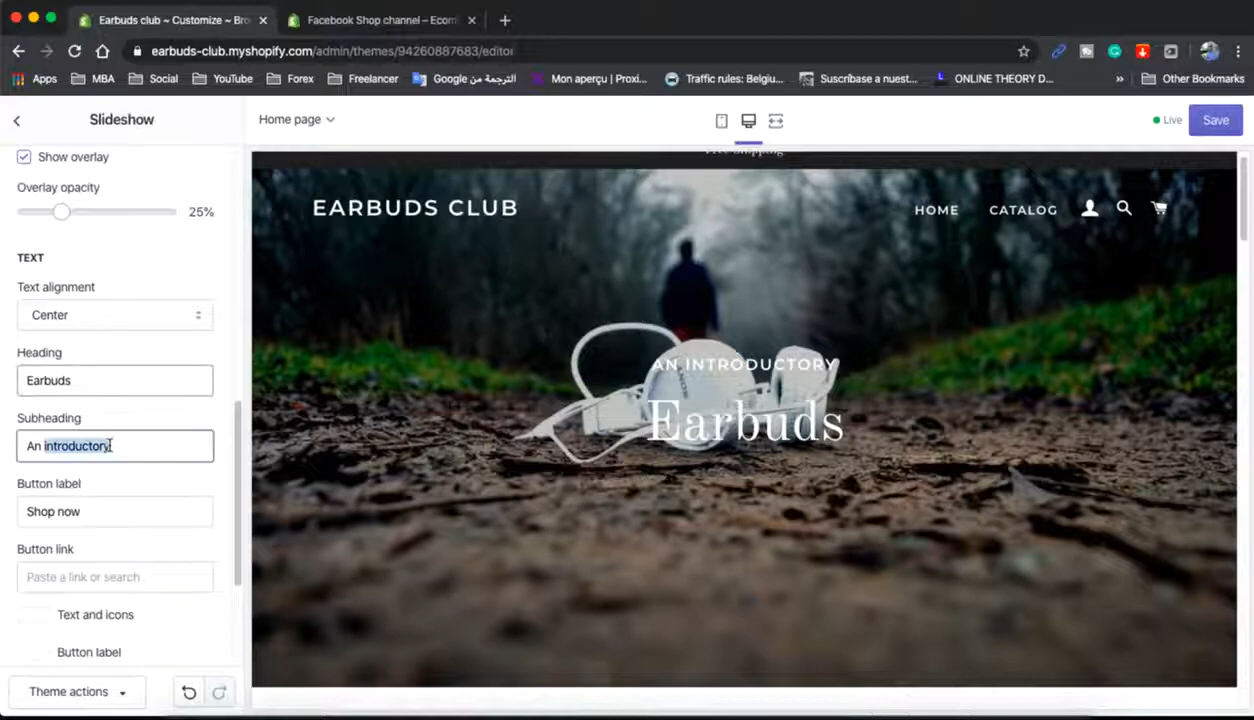 Earbuds club ~ Customize ~ Bro
Facebook Shop channel – Ecom
earbuds-club.myshopify.com/admin/themes/94260887683/editor
Apps
MBA
Social
YouTube
Forex
Freelancer
Google الترجمة من
Mon aperçu | Proxi...
Traffic rules: Belgiu...
Suscríbase a nuest...
ONLINE THEORY D...
»
Other Bookmarks
Slideshow
Home page
Live
Save
Show overlay
Overlay opacity
25%
TEXT
Text alignment
Center
Heading
Earbuds
Subheading
An introductory
Button label
Shop now
Button link
Paste a link or search
Text and icons
Button label
Theme actions
Free Shipping
EARBUDS CLUB
HOME
CATALOG
AN INTRODUCTORY
Earbuds